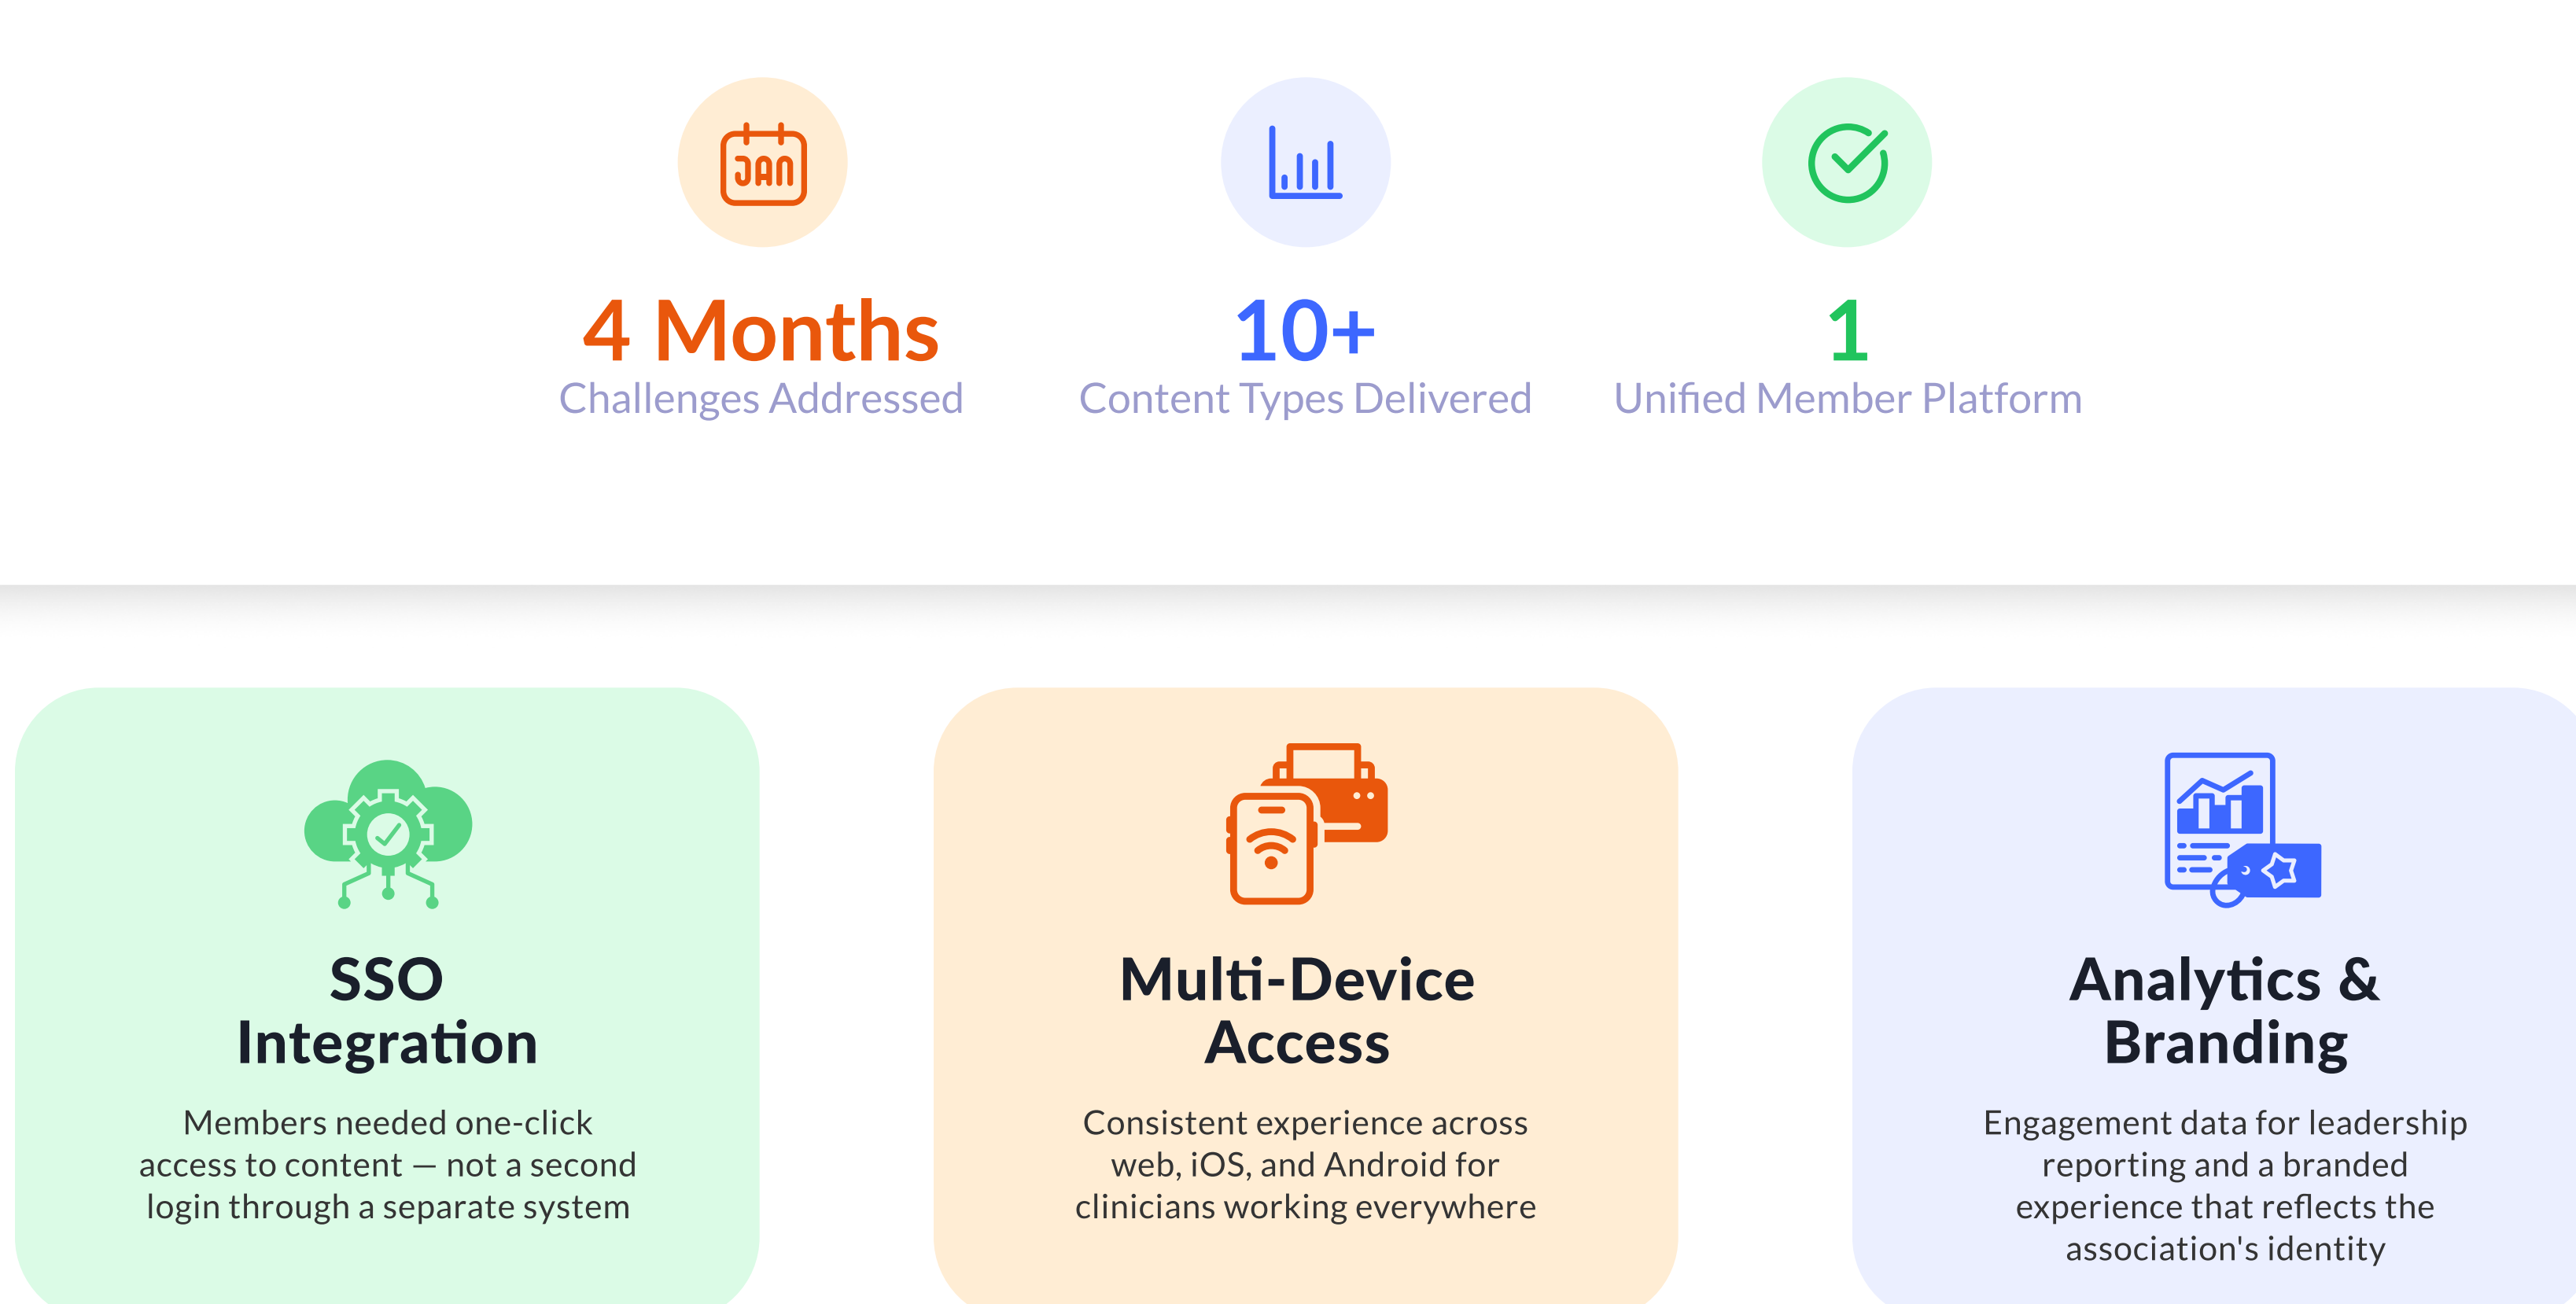 JAN
4 Months
Challenges Addressed
10+
Content Types Delivered
1
Unified Member Platform
SSO
Integration
Members needed one-click
access to content — not a second
login through a separate system
Multi-Device
Access
Consistent experience across
web, iOS, and Android for
clinicians working everywhere
Analytics &
Branding
Engagement data for leadership
reporting and a branded
experience that reflects the
association's identity